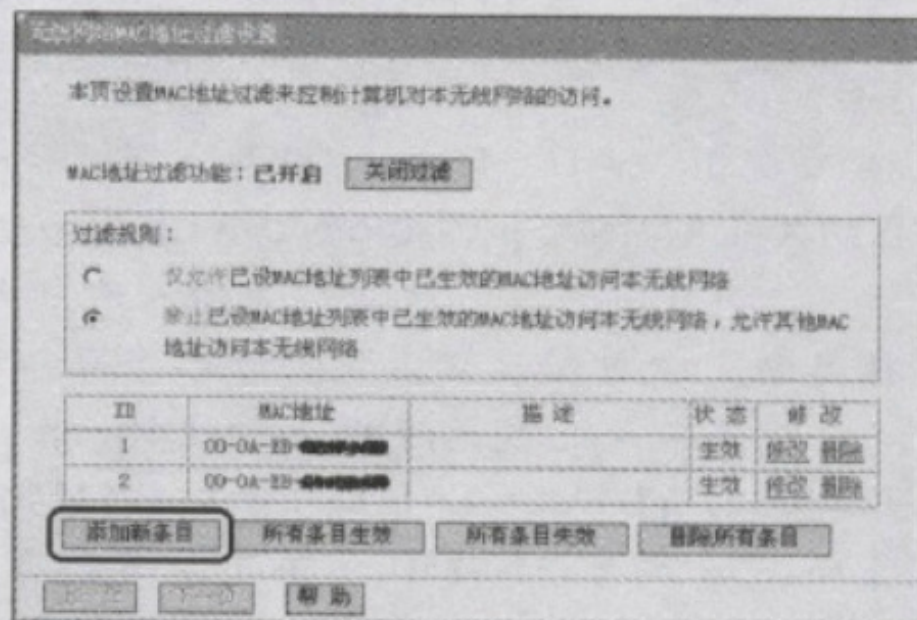 无线网络MAC地址过滤设置
本页设置MAC地址过滤来控制计算机对本无线网络的访问。
MAC地址过滤功能：已开启 关闭过滤
过滤规则：
仅允许 已设MAC地址列表中已生效的MAC地址访问本无线网络
禁止 已设MAC地址列表中已生效的MAC地址访问本无线网络，允许其他MAC
地址访问本无线网络
ID MAC地址 描述 状态 修改
1 00-0A-EB- 生效 修改 删除
2 00-0A-EB- 生效 修改 删除
添加新条目 所有条目生效 所有条目失效 删除所有条目
帮助